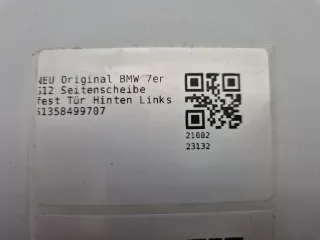 NEU Original BMW 7er
G12 Seitenscheibe
fest Tür Hinten Links
51358499707
21002
23132